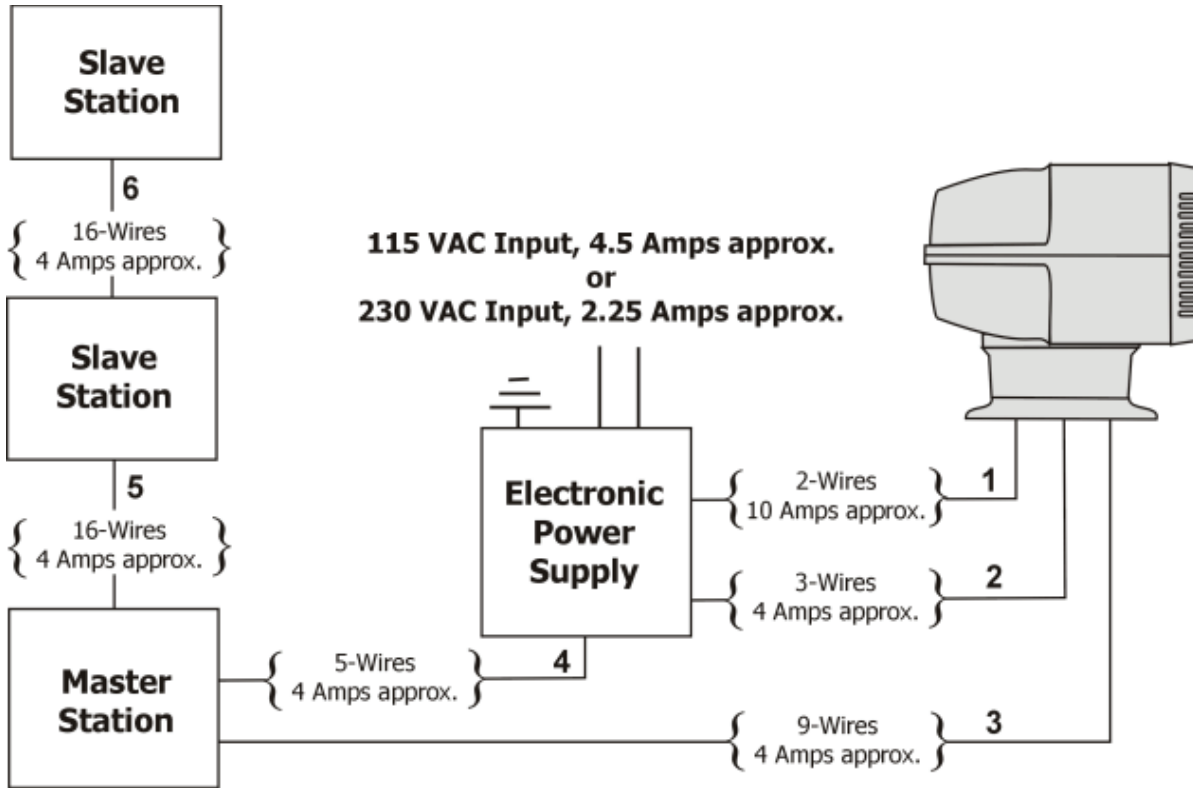 Slave
Station
6
16-Wires
4 Amps approx.
Slave
Station
5
16-Wires
4 Amps approx.
Master
Station
115 VAC Input, 4.5 Amps approx.
or
230 VAC Input, 2.25 Amps approx.
Electronic
Power
Supply
2-Wires
10 Amps approx.
1
3-Wires
4 Amps approx.
2
5-Wires
4 Amps approx.
4
9-Wires
4 Amps approx.
3